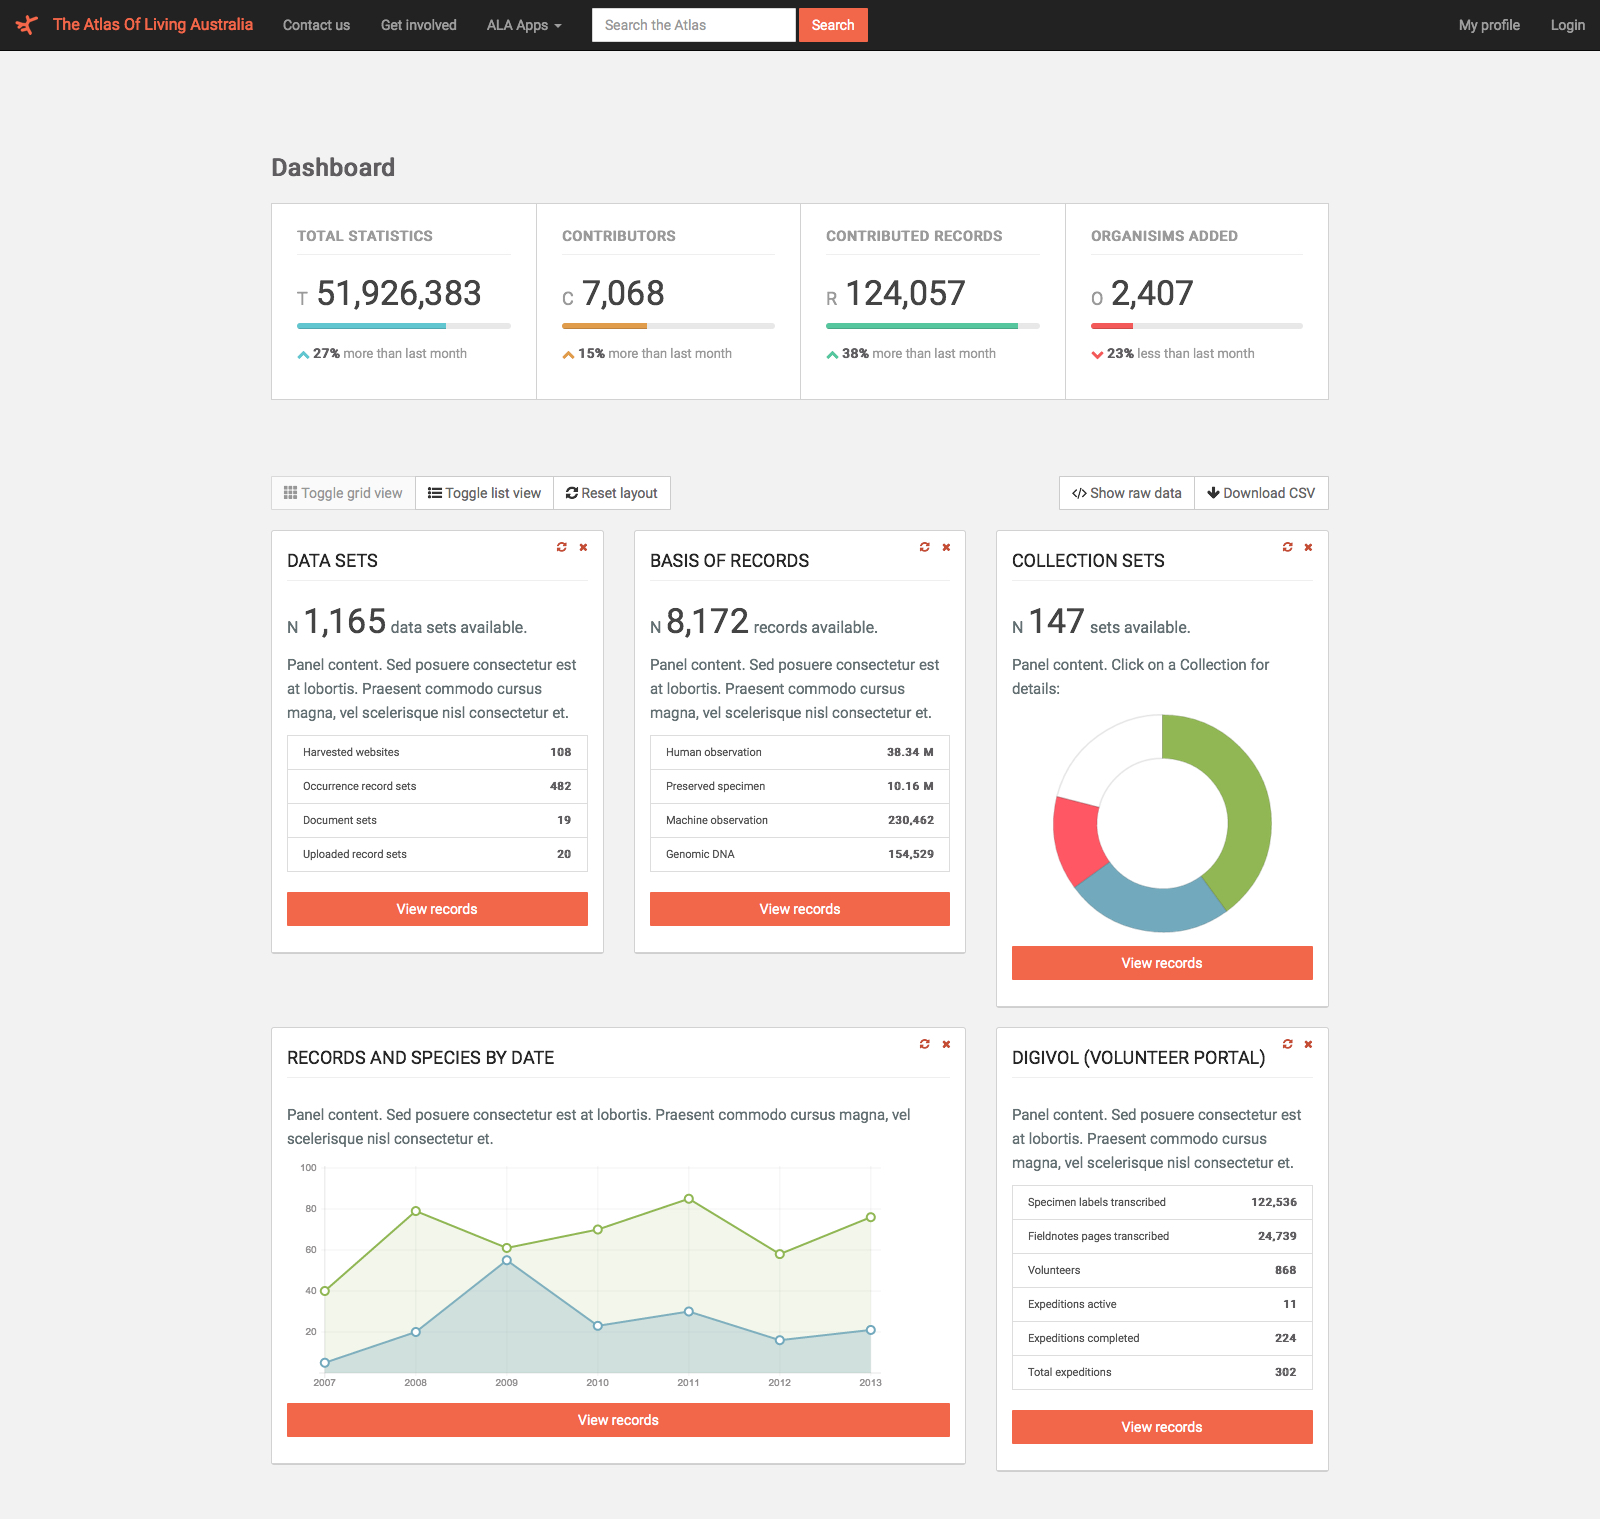 The Atlas Of Living Australia Contact us Get involved ALA Apps Search the Atlas Search My profile Login
Dashboard
TOTAL STATISTICS
T 51,926,383
27% more than last month
CONTRIBUTORS
C 7,068
15% more than last month
CONTRIBUTED RECORDS
R 124,057
38% more than last month
ORGANISIMS ADDED
O 2,407
23% less than last month
Toggle grid view Toggle list view Reset layout Show raw data Download CSV
DATA SETS
N 1,165 data sets available.
Panel content. Sed posuere consectetur est
at lobortis. Praesent commodo cursus
magna, vel scelerisque nisl consectetur et.
Harvested websites 108
Occurrence record sets 482
Document sets 19
Uploaded record sets 20
View records
BASIS OF RECORDS
N 8,172 records available.
Panel content. Sed posuere consectetur est
at lobortis. Praesent commodo cursus
magna, vel scelerisque nisl consectetur et.
Human observation 38.34 M
Preserved specimen 10.16 M
Machine observation 230,462
Genomic DNA 154,529
View records
COLLECTION SETS
N 147 sets available.
Panel content. Click on a Collection for
details:
View records
RECORDS AND SPECIES BY DATE
Panel content. Sed posuere consectetur est at lobortis. Praesent commodo cursus magna, vel
scelerisque nisl consectetur et.
100
80
60
40
20
2007 2008 2009 2010 2011 2012 2013
View records
DIGIVOL (VOLUNTEER PORTAL)
Panel content. Sed posuere consectetur est
at lobortis. Praesent commodo cursus
magna, vel scelerisque nisl consectetur et.
Specimen labels transcribed 122,536
Fieldnotes pages transcribed 24,739
Volunteers 868
Expeditions active 11
Expeditions completed 224
Total expeditions 302
View records